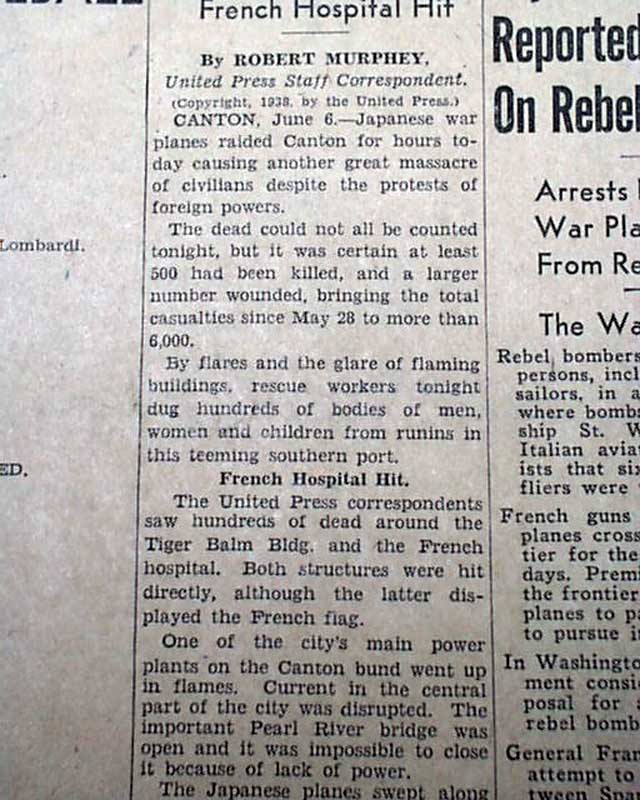 French Hospital Hit
By ROBERT MURPHEY,
United Press Staff Correspondent.
(Copyright, 1938, by the United Press.)
CANTON, June 6.—Japanese war
planes raided Canton for hours to-
day causing another great massacre
of civilians despite the protests of
foreign powers.
The dead could not all be counted
tonight, but it was certain at least
500 had been killed, and a larger
number wounded, bringing the total
casualties since May 28 to more than
6,000.
By flares and the glare of flaming
buildings, rescue workers tonight
dug hundreds of bodies of men,
women and children from runins in
this teeming southern port.
French Hospital Hit.
The United Press correspondents
saw hundreds of dead around the
Tiger Balm Bldg. and the French
hospital. Both structures were hit
directly, although the latter dis-
played the French flag.
One of the city's main power
plants on the Canton bund went up
in flames. Current in the central
part of the city was disrupted. The
important Pearl River bridge was
open and it was impossible to close
it because of lack of power.
The Japanese planes swept along
Lombardi.
ED.
Reported
On Rebel
Arrests
War Pla
From Re
The Wa
Rebel bombers
persons, incl
sailors, in a
where bombs
ship St. W
Italian avia
ists that six
fliers were
French guns
planes cross
tier for the
days. Premi
the frontier
planes to pa
to pursue i
In Washington
ment consi
posal for a
rebel bomb
General Fran
attempt to
tween Span